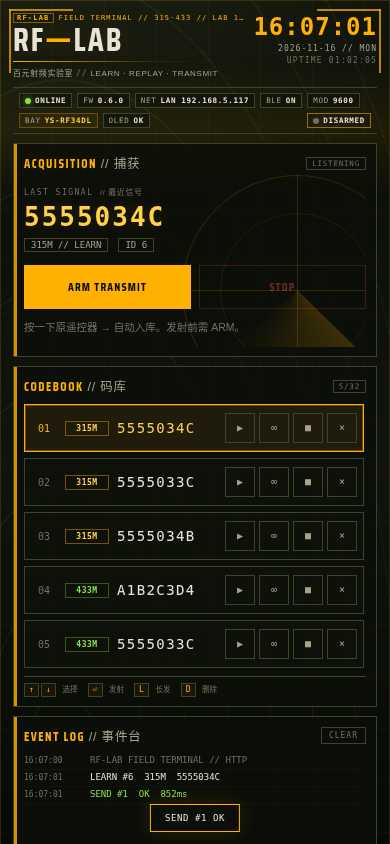 RF-LAB FIELD TERMINAL // 315-433 // LAB 1…
RF—LAB
百元射频实验室 // LEARN · REPLAY · TRANSMIT
16:07:01
2026-11-16 // MON
UPTIME 01:02:05
ONLINE FW 0.6.0 NET LAN 192.168.5.117 BLE ON MOD 9600
BAY YS-RF34DL OLED OK DISARMED
ACQUISITION // 捕获 LISTENING
LAST SIGNAL // 最近信号
5555034C
315M // LEARN ID 6
ARM TRANSMIT STOP
按一下原遥控器 → 自动入库。发射前需 ARM。
CODEBOOK // 码库 5/32
01 315M 5555034C ▶ ∞ ■ ×
02 315M 5555033C ▶ ∞ ■ ×
03 315M 5555034B ▶ ∞ ■ ×
04 433M A1B2C3D4 ▶ ∞ ■ ×
05 433M 5555033C ▶ ∞ ■ ×
↑ ↓ 选择 ⏎ 发射 L 长发 D 删除
EVENT LOG // 事件台 CLEAR
16:07:00 RF-LAB FIELD TERMINAL // HTTP
16:07:01 LEARN #6 315M 5555034C
16:07:01 SEND #1 OK 852ms
SEND #1 OK